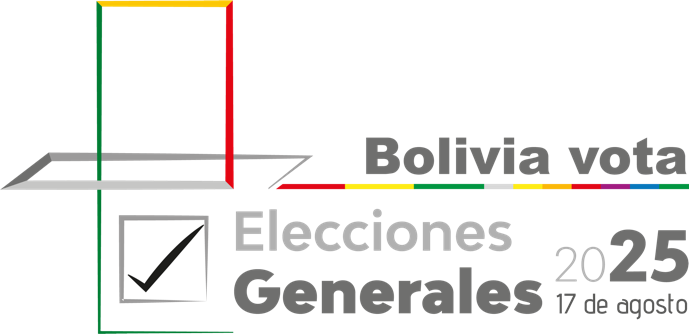 Bolivia vota
Elecciones
Generales
2025
17 de agosto